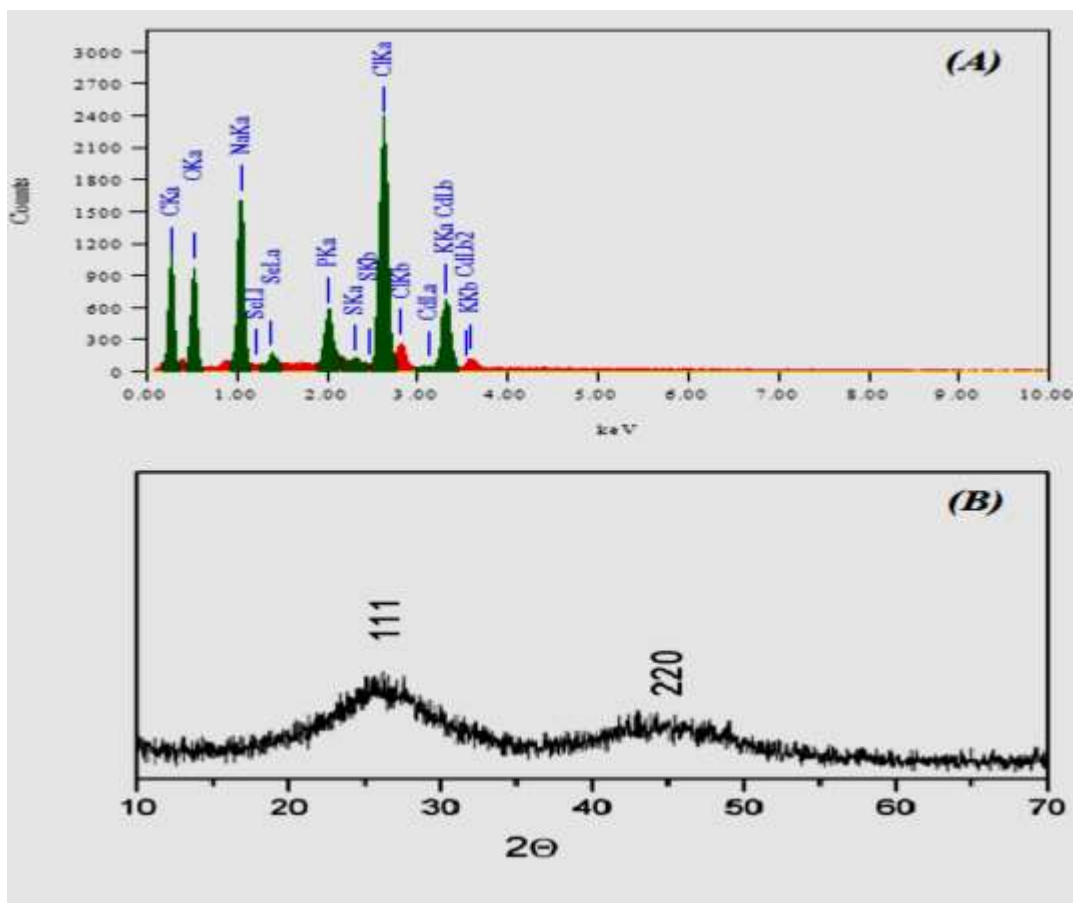 (A)
Counts
3000
2700
2400
2100
1800
1500
1200
900
600
300
0
CKa
OKa
NaKa
SeLl
SeLa
PKa
SKa
SKb
ClKa
ClKb
CdLa
KKa CdLb
KKb CdLb2
0.00 1.00 2.00 3.00 4.00 5.00 6.00 7.00 8.00 9.00 10.00
keV
(B)
111
220
10 20 30 40 50 60 70
2Θ